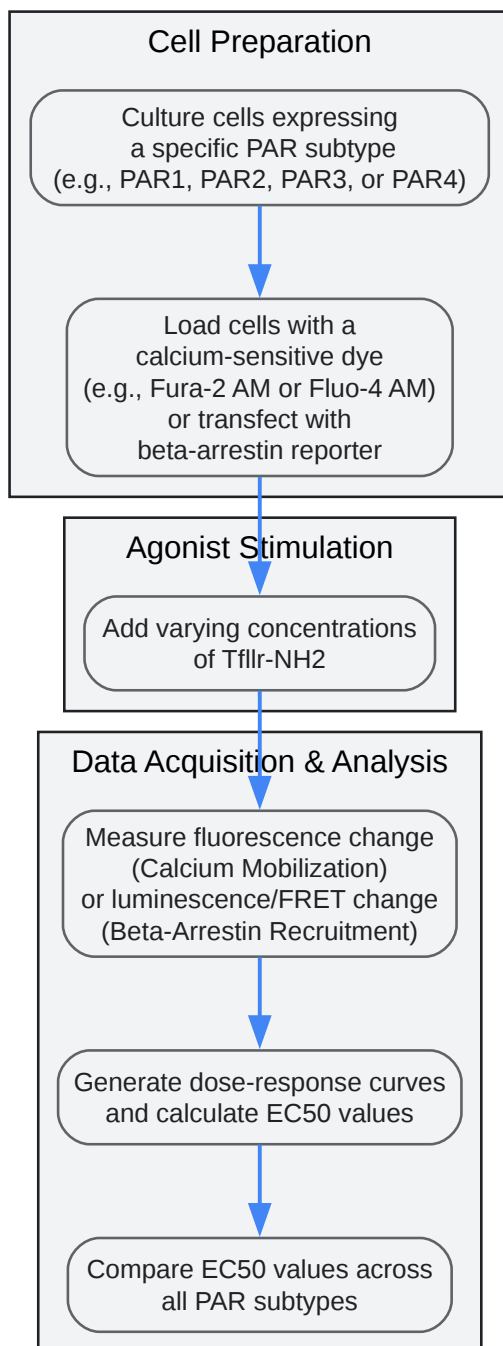 Cell Preparation
Culture cells expressing
a specific PAR subtype
(e.g., PAR1, PAR2, PAR3, or PAR4)
Load cells with a
calcium-sensitive dye
(e.g., Fura-2 AM or Fluo-4 AM)
or transfect with
beta-arrestin reporter
Agonist Stimulation
Add varying concentrations
of Tfllr-NH2
Data Acquisition & Analysis
Measure fluorescence change
(Calcium Mobilization)
or luminescence/FRET change
(Beta-Arrestin Recruitment)
Generate dose-response curves
and calculate EC50 values
Compare EC50 values across
all PAR subtypes